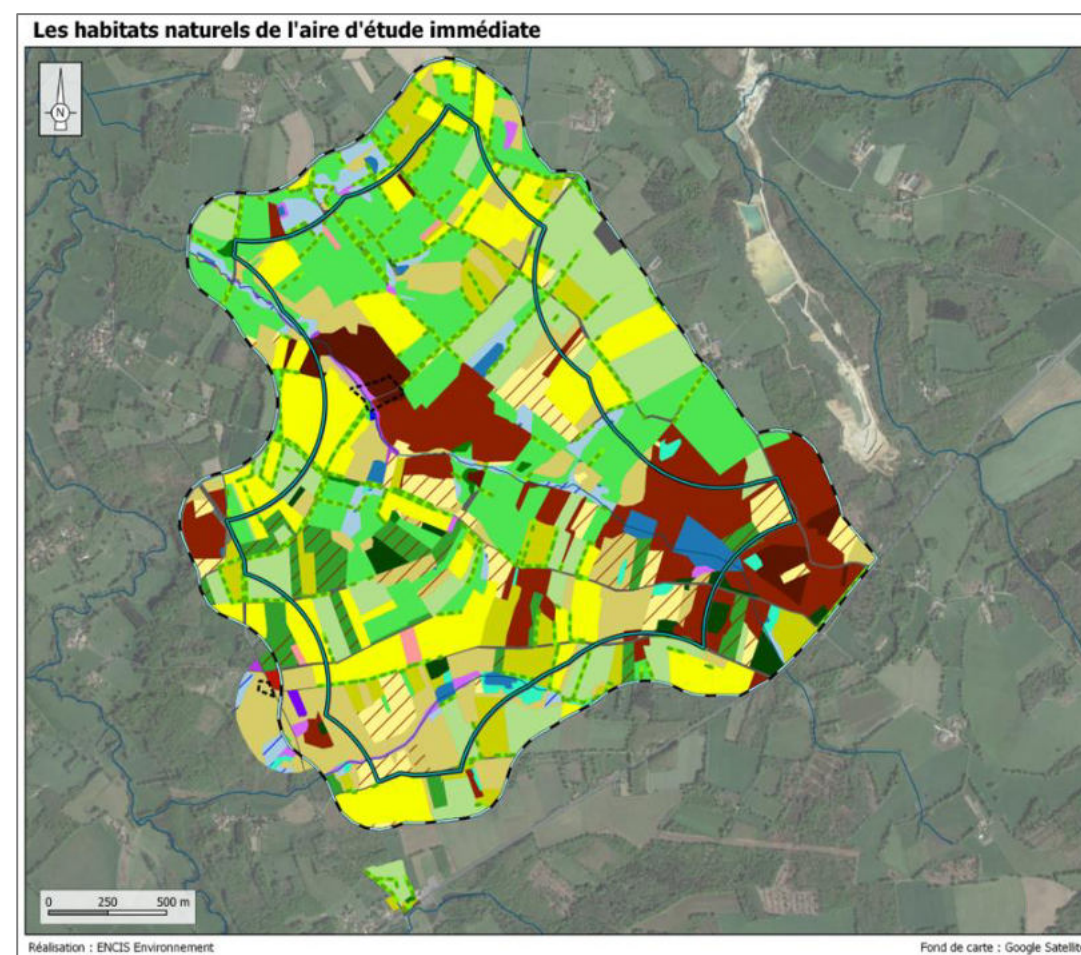 Les habitats naturels de l'aire d'étude immédiate
N
0 250 500 m
Réalisation : ENCIS Environnement
Fond de carte : Google Satellite